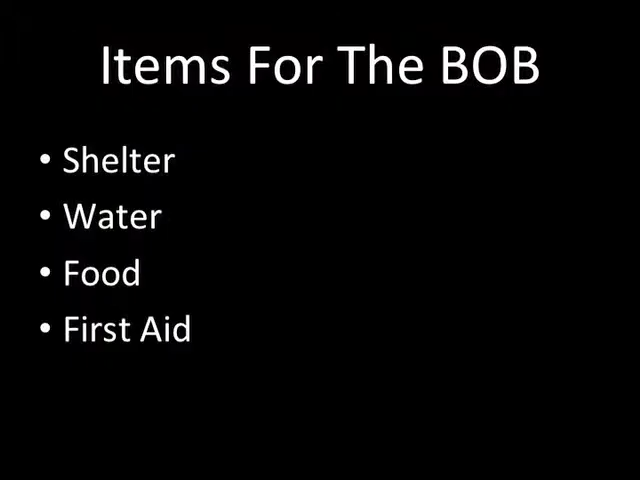 Items For The BOB
• Shelter
• Water
• Food
• First Aid